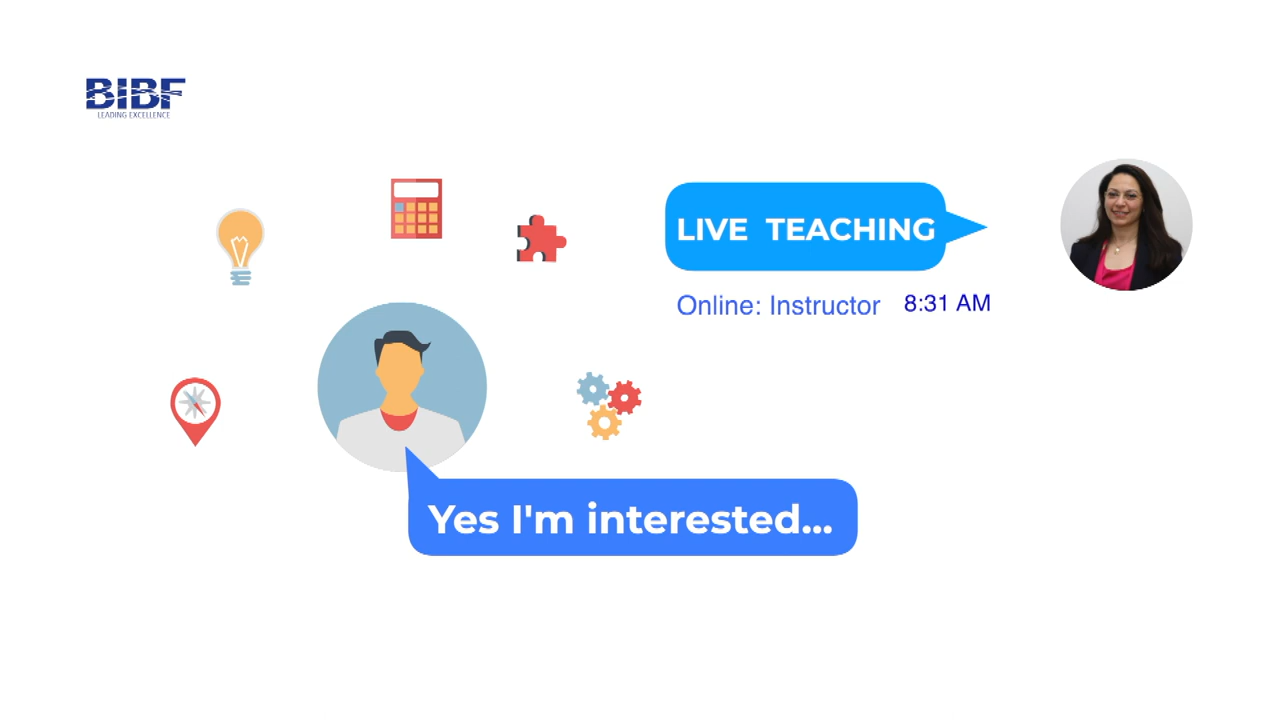 BIBF
LEADING EXCELLENCE
LIVE TEACHING
Online: Instructor 8:31 AM
Yes I'm interested...